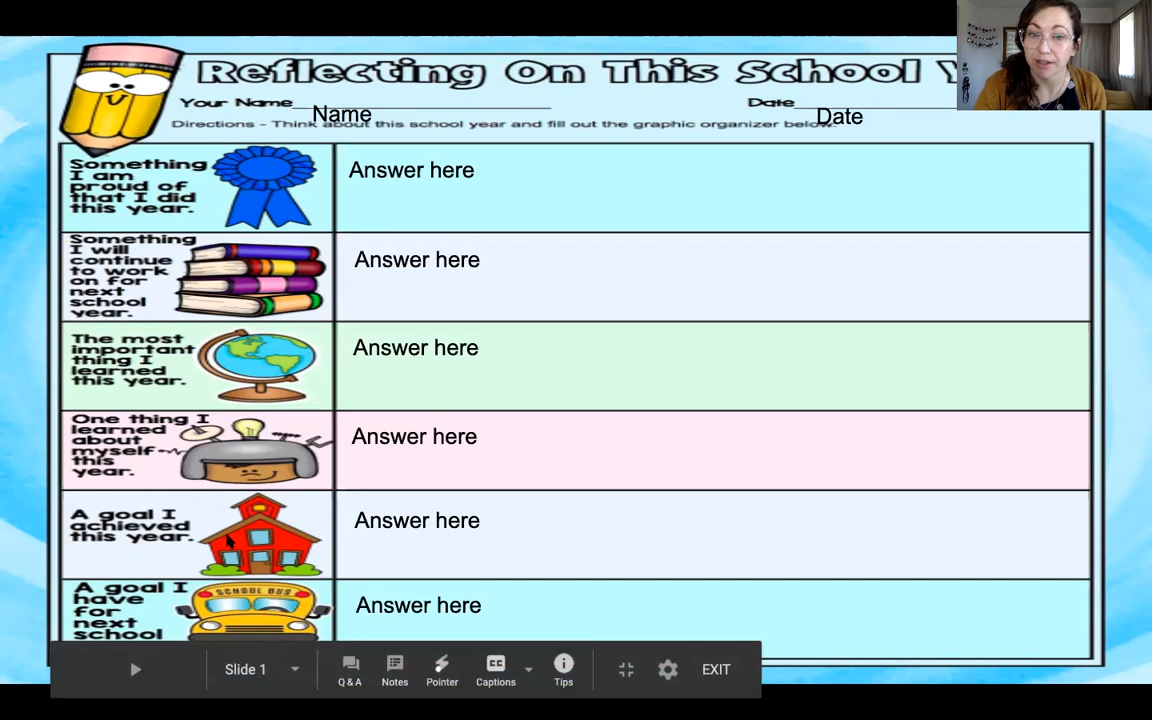 Reflecting On This School Y
Your Name
Name
Date
Date
Directions - Think about this school year and fill out the graphic organizer below.
Something
I am
proud of
that I did
this year.
Answer here
Something
I will
continue
to work
on for
next
school
year.
Answer here
The most
important
thing I
learned
this year.
Answer here
One thing I
learned
about
myself
this
year.
Answer here
A goal I
achieved
this year.
Answer here
A goal I
have
for
next
school
SCHOOL BUS
Answer here
Slide 1
Q & A
Notes
Pointer
CC
Captions
Tips
EXIT